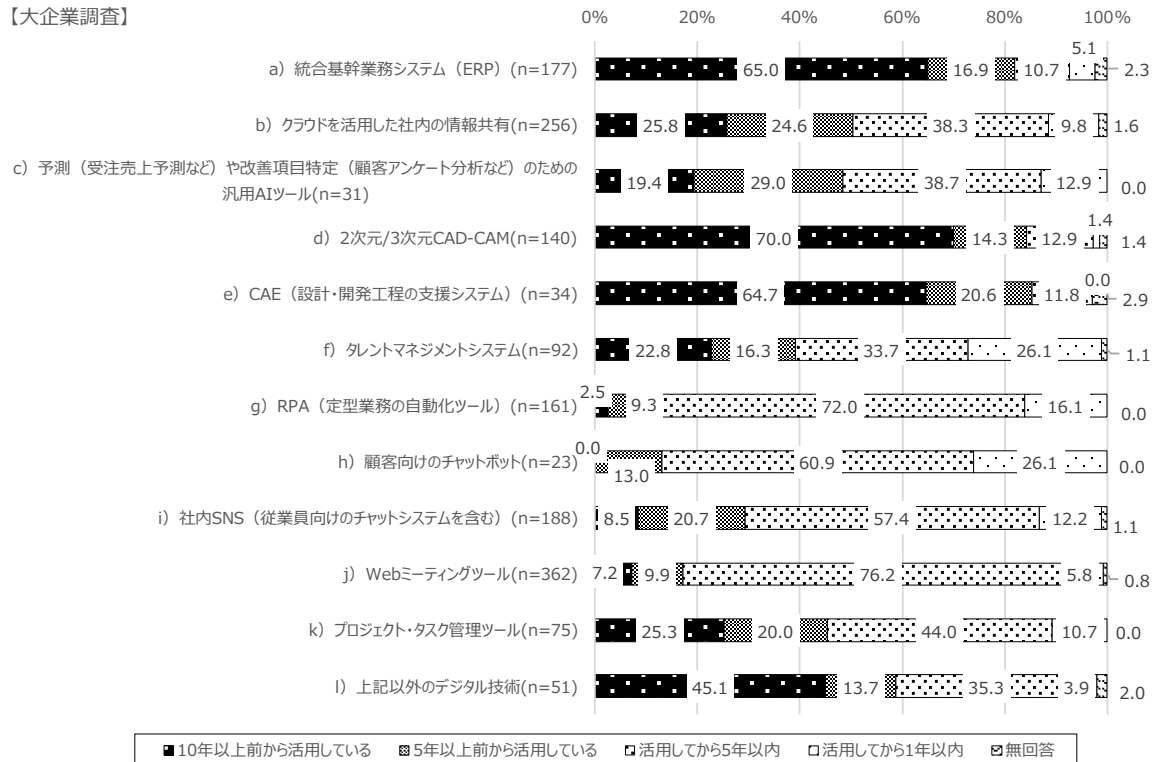 【大企業調査】
0% 20% 40% 60% 80% 100%
a）統合基幹業務システム（ERP）(n=177) 65.0 16.9 10.7 5.1 2.3
b）クラウドを活用した社内の情報共有(n=256) 25.8 24.6 38.3 9.8 1.6
c）予測（受注売上予測など）や改善項目特定（顧客アンケート分析など）のための
汎用AIツール(n=31) 19.4 29.0 38.7 12.9 0.0
d）2次元/3次元CAD-CAM(n=140) 70.0 14.3 12.9 1.4 1.4
e）CAE（設計・開発工程の支援システム）(n=34) 64.7 20.6 11.8 0.0 2.9
f）タレントマネジメントシステム(n=92) 22.8 16.3 33.7 26.1 1.1
g）RPA（定型業務の自動化ツール）(n=161) 2.5 9.3 72.0 16.1 0.0
h）顧客向けのチャットボット(n=23) 0.0 13.0 60.9 26.1 0.0
i）社内SNS（従業員向けのチャットシステムを含む）(n=188) 8.5 20.7 57.4 12.2 1.1
j）Webミーティングツール(n=362) 7.2 9.9 76.2 5.8 0.8
k）プロジェクト・タスク管理ツール(n=75) 25.3 20.0 44.0 10.7 0.0
l）上記以外のデジタル技術(n=51) 45.1 13.7 35.3 3.9 2.0
10年以上前から活用している 5年以上前から活用している 活用してから5年以内 活用してから1年以内 無回答